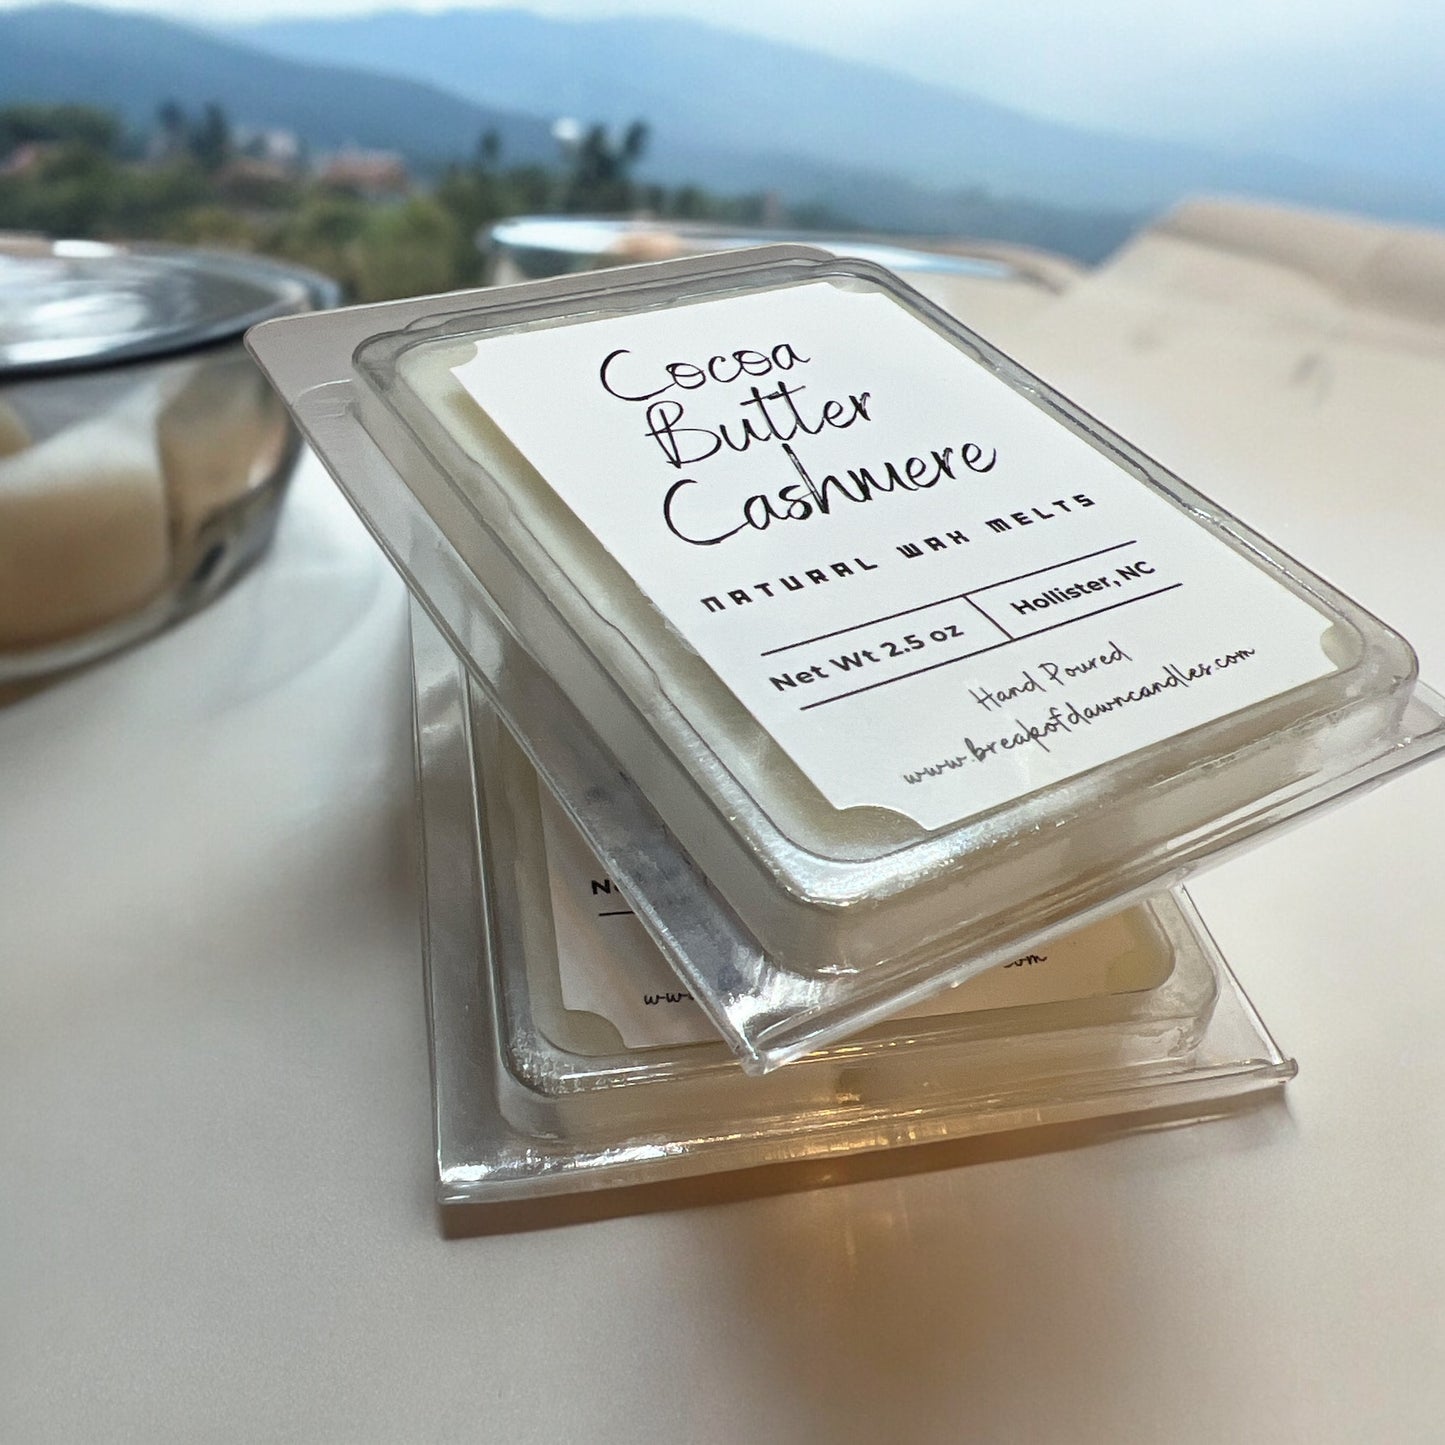 Cocoa
Butter
Cashmere
NATURAL WAX MELTS
Net Wt 2.5 oz
Hollister, NC
Hand Poured
www.breakofdawncandles.com